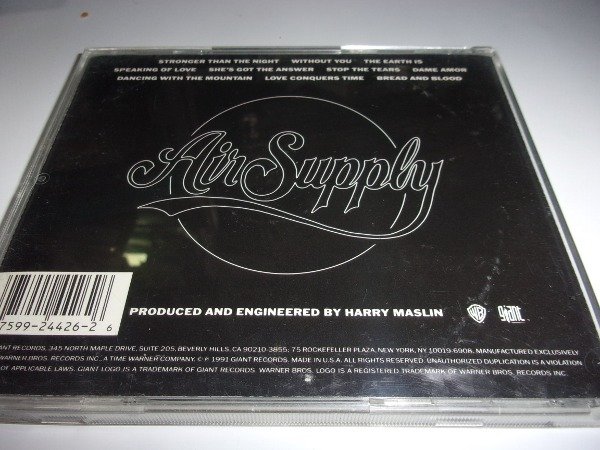 STRONGER THAN THE NIGHT WITHOUT YOU THE EARTH IS
SPEAKING OF LOVE SHE'S GOT THE ANSWER STOP THE TEARS DAME AMOR
DANCING WITH THE MOUNTAIN LOVE CONQUERS TIME BREAD AND BLOOD
Air Supply
7599-24426-2 6
PRODUCED AND ENGINEERED BY HARRY MASLIN
WB giant
GIANT RECORDS, 345 NORTH MAPLE DRIVE, SUITE 205, BEVERLY HILLS, CA 90210-3855, 75 ROCKEFELLER PLAZA, NEW YORK, NY 10019-6908. MANUFACTURED EXCLUSIVELY
WARNER BROS. RECORDS INC., A TIME WARNER COMPANY. © ℗ 1991 GIANT RECORDS. MADE IN U.S.A. ALL RIGHTS RESERVED. UNAUTHORIZED DUPLICATION IS A VIOLATION
OF APPLICABLE LAWS. GIANT LOGO IS A TRADEMARK OF GIANT RECORDS. WARNER BROS. LOGO IS A REGISTERED TRADEMARK OF WARNER BROS. RECORDS INC.